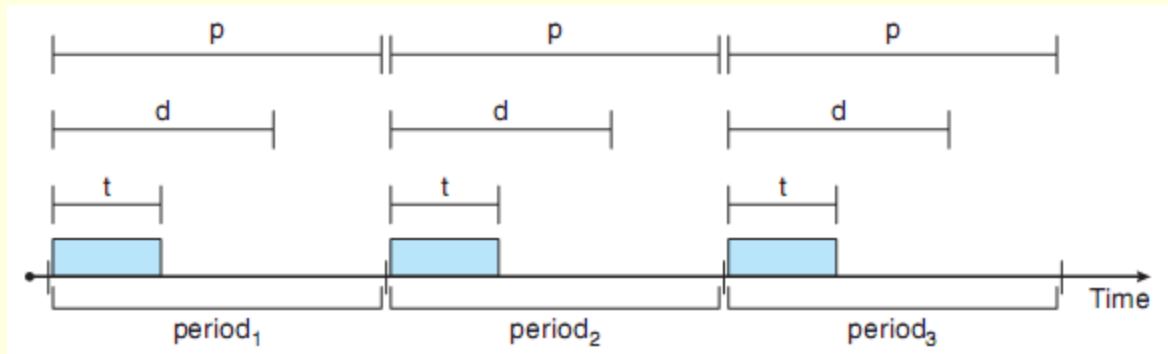 p p p
d d d
t t t
Time
period₁ period₂ period₃